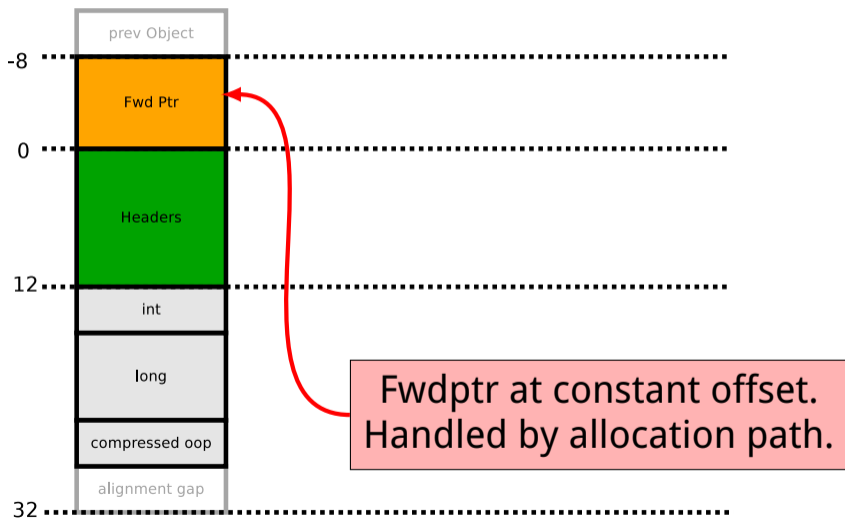 prev Object
-8
Fwd Ptr
0
Headers
12
int
long
compressed oop
alignment gap
32
Fwdptr at constant offset.
Handled by allocation path.